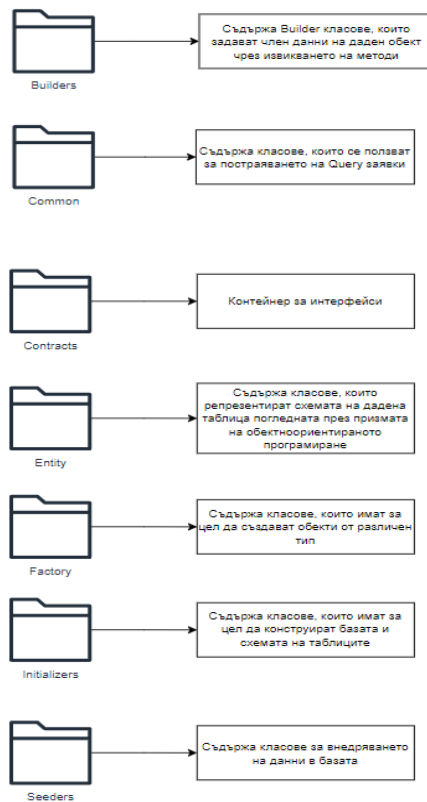 Съдържа Builder класове, които
задават член данни на даден обект
чрез извикването на методи
Builders
Съдържа класове, които се ползват
за построяването на Query заявки
Common
Контейнер за интерфейси
Contracts
Съдържа класове, които
репрезентират схемата на дадена
таблица погледната през призмата
на обектноориентираното
програмиране
Entity
Съдържа класове, които имат за
цел да създават обекти от различен
тип
Factory
Съдържа класове, които имат за
цел да конструират базата и
схемата на таблиците
Initializers
Съдържа класове за внедряването
на данни в базата
Seeders